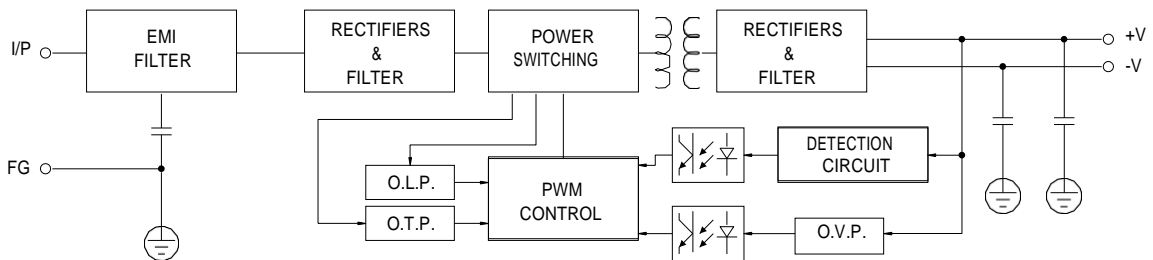 I/P
EMI
FILTER
RECTIFIERS
&
FILTER
POWER
SWITCHING
RECTIFIERS
&
FILTER
+V
-V
FG
O.L.P.
O.T.P.
PWM
CONTROL
DETECTION
CIRCUIT
O.V.P.